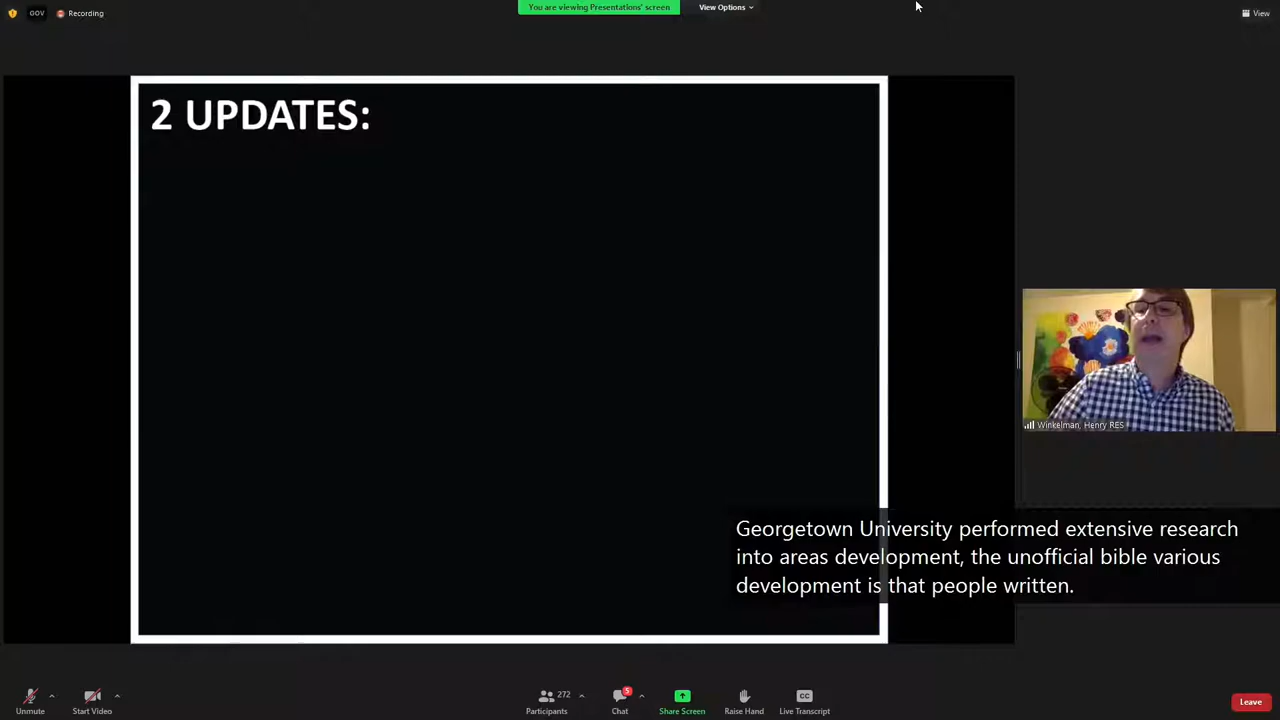 GOV Recording You are viewing Presentations' screen View Options View
2 UPDATES:
Winkelman, Henry RES
Georgetown University performed extensive research
into areas development, the unofficial bible various
development is that people written.
272 5
Unmute Start Video Participants Chat Share Screen Raise Hand Live Transcript Leave
CC